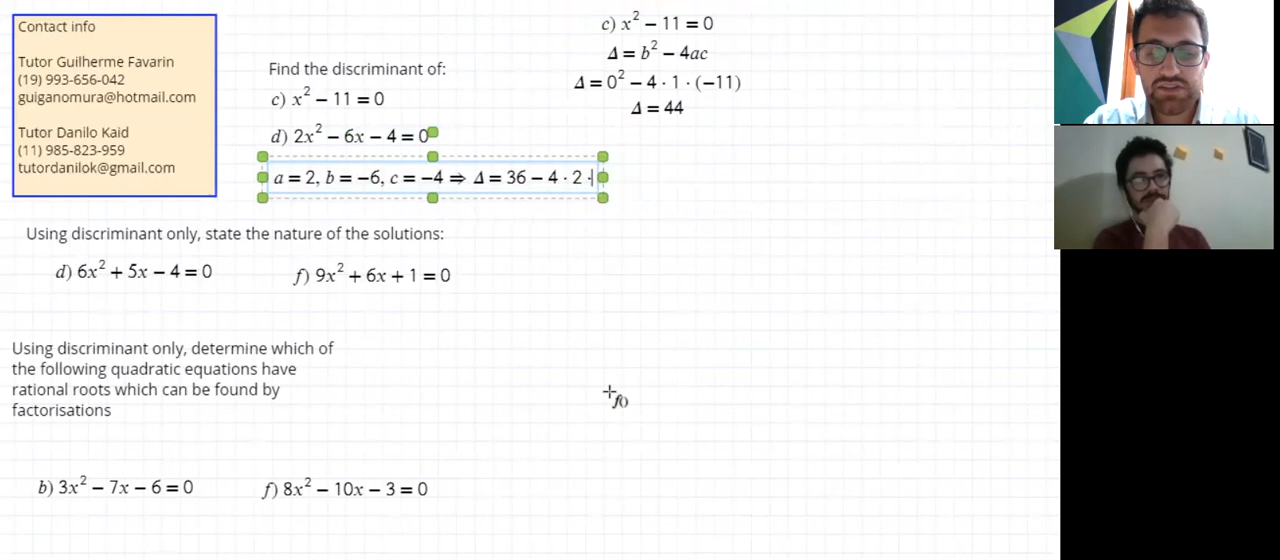 Contact info
Tutor Guilherme Favarin
(19) 993-656-042
guiganomura@hotmail.com
Tutor Danilo Kaid
(11) 985-823-959
tutordanilok@gmail.com
Find the discriminant of:
c) x² − 11 = 0
d) 2x² − 6x − 4 = 0
a = 2, b = −6, c = −4 ⇒ Δ = 36 − 4 · 2 ·
c) x² − 11 = 0
Δ = b² − 4ac
Δ = 0² − 4 · 1 · (−11)
Δ = 44
Using discriminant only, state the nature of the solutions:
d) 6x² + 5x − 4 = 0
f) 9x² + 6x + 1 = 0
Using discriminant only, determine which of
the following quadratic equations have
rational roots which can be found by
factorisations
b) 3x² − 7x − 6 = 0
f) 8x² − 10x − 3 = 0
f()